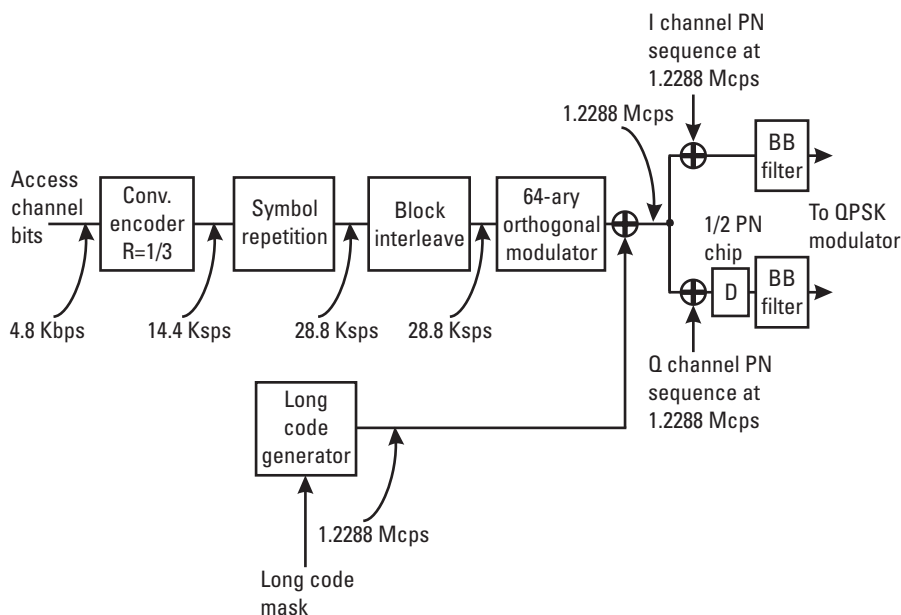 I channel PN
sequence at
1.2288 Mcps
1.2288 Mcps
Access
channel
bits
Conv.
encoder
R=1/3
Symbol
repetition
Block
interleave
64-ary
orthogonal
modulator
BB
filter
To QPSK
modulator
1/2 PN
chip
D
BB
filter
4.8 Kbps
14.4 Ksps
28.8 Ksps
28.8 Ksps
Q channel PN
sequence at
1.2288 Mcps
Long
code
generator
1.2288 Mcps
Long code
mask